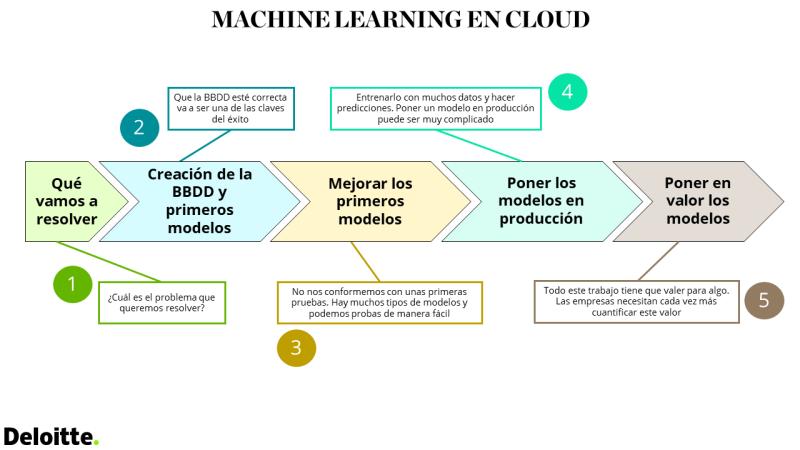 MACHINE LEARNING EN CLOUD
2
Que la BBDD esté correcta
va a ser una de las claves
del éxito
Entrenarlo con muchos datos y hacer
predicciones. Poner un modelo en producción
puede ser muy complicado
4
Qué
vamos a
resolver
Creación de la
BBDD y
primeros
modelos
Mejorar los
primeros
modelos
Poner los
modelos en
producción
Poner en
valor los
modelos
1
¿Cuál es el problema que
queremos resolver?
No nos conformemos con unas primeras
pruebas. Hay muchos tipos de modelos y
podemos probas de manera fácil
3
Todo este trabajo tiene que valer para algo.
Las empresas necesitan cada vez más
cuantificar este valor
5
Deloitte.